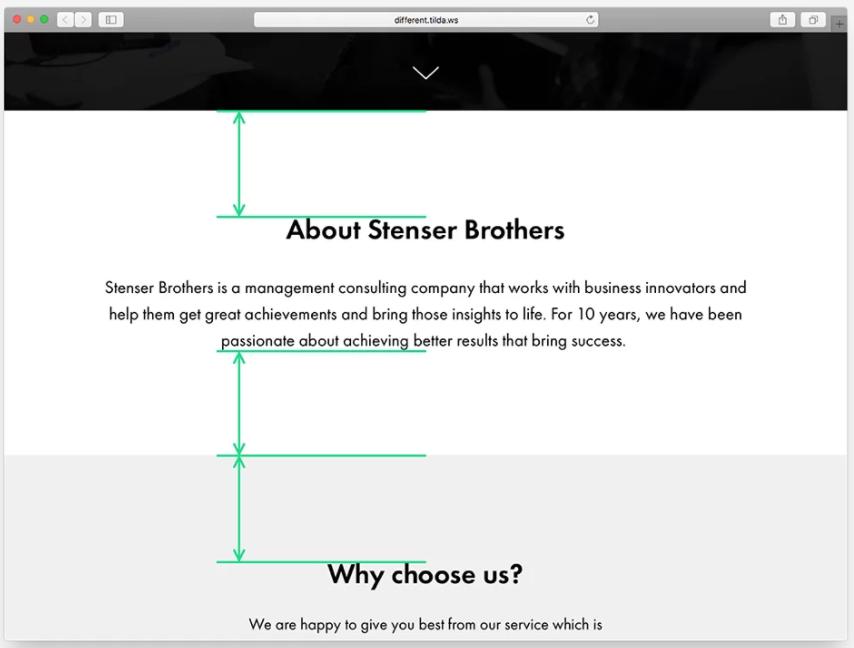 different.tilda.ws
About Stenser Brothers
Stenser Brothers is a management consulting company that works with business innovators and
help them get great achievements and bring those insights to life. For 10 years, we have been
passionate about achieving better results that bring success.
Why choose us?
We are happy to give you best from our service which is